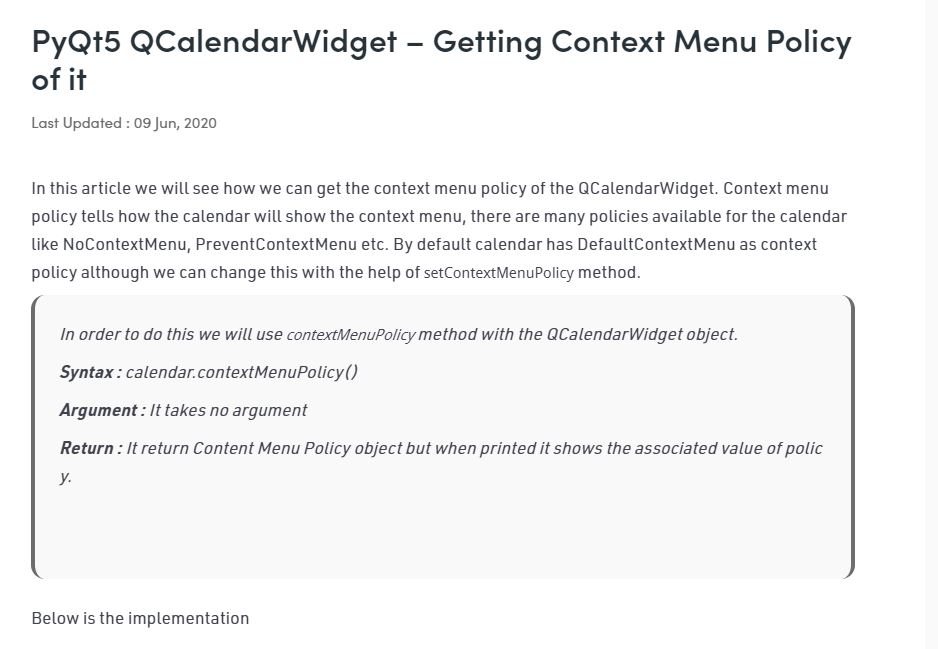 PyQt5 QCalendarWidget – Getting Context Menu Policy
of it
Last Updated : 09 Jun, 2020
In this article we will see how we can get the context menu policy of the QCalendarWidget. Context menu
policy tells how the calendar will show the context menu, there are many policies available for the calendar
like NoContextMenu, PreventContextMenu etc. By default calendar has DefaultContextMenu as context
policy although we can change this with the help of setContextMenuPolicy method.
In order to do this we will use contextMenuPolicy method with the QCalendarWidget object.
Syntax : calendar.contextMenuPolicy()
Argument : It takes no argument
Return : It return Content Menu Policy object but when printed it shows the associated value of polic
y.
Below is the implementation